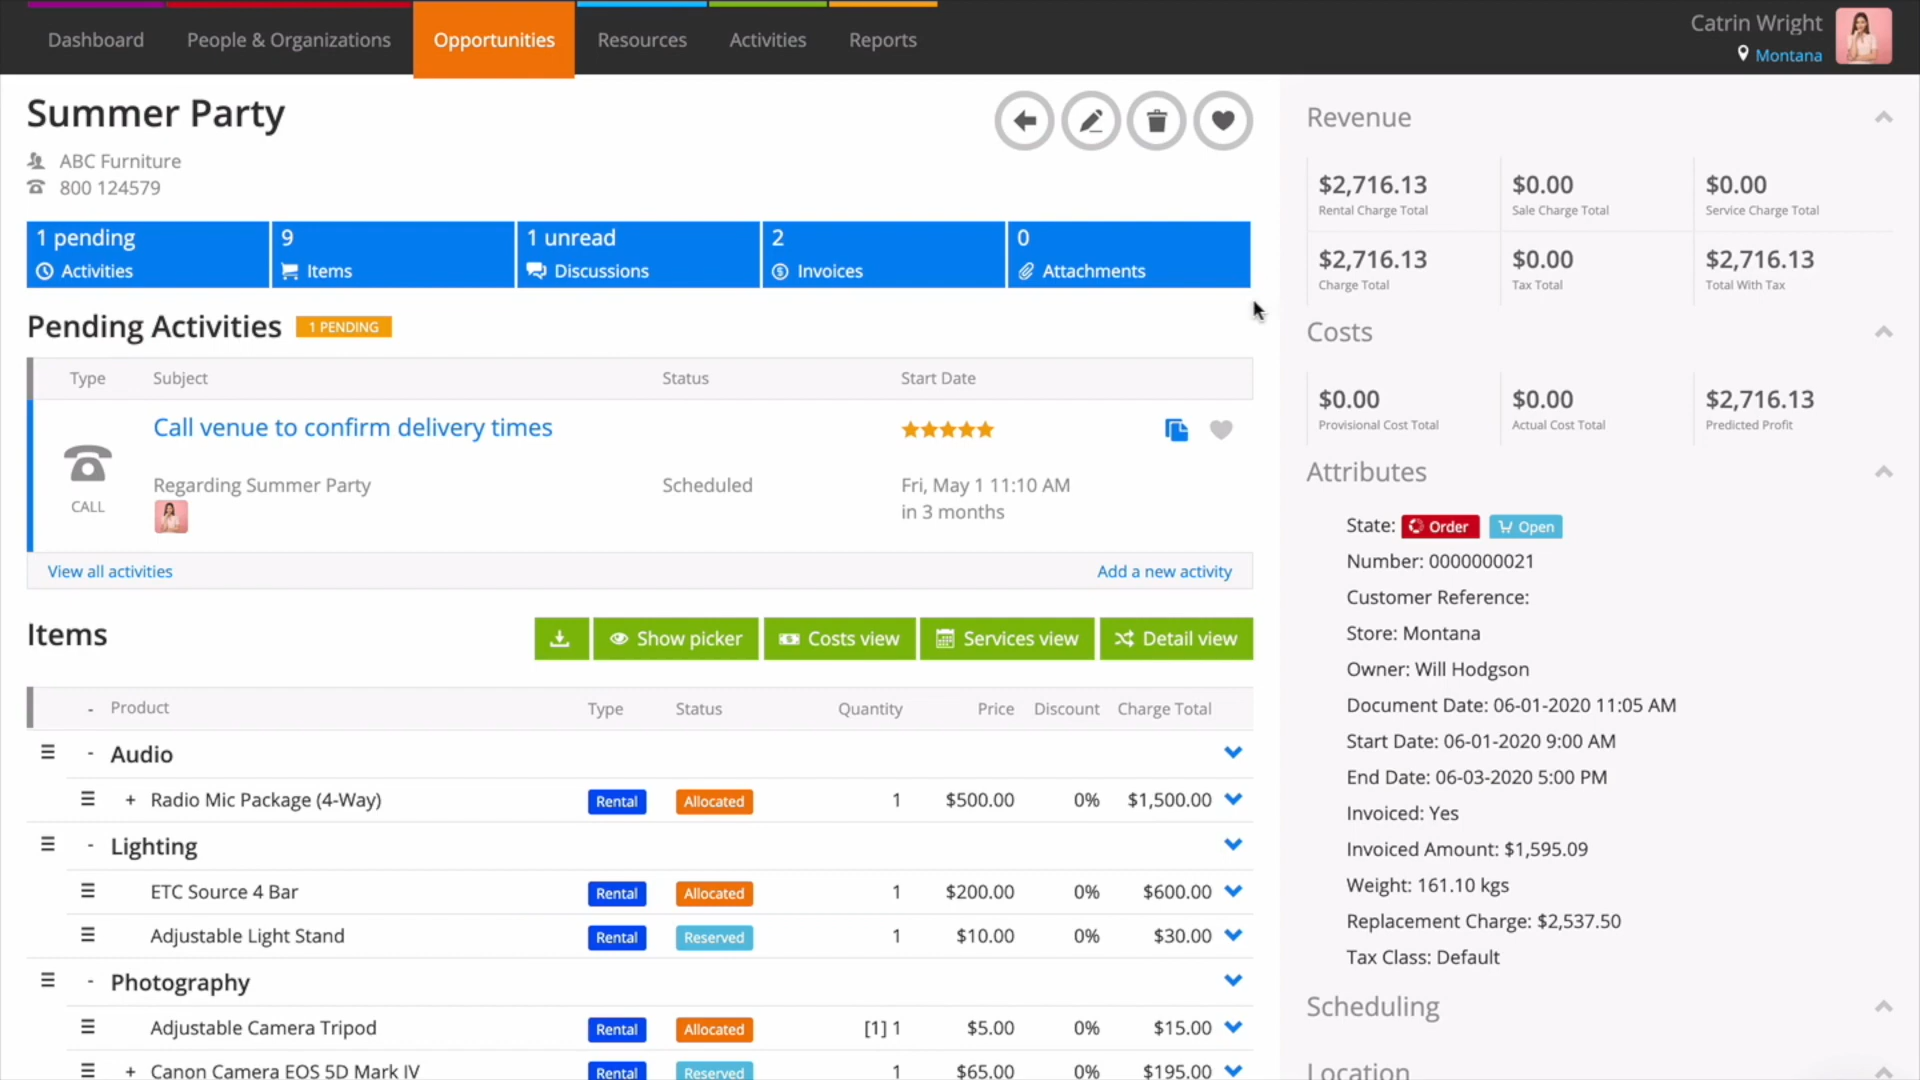 Dashboard
People & Organizations
Opportunities
Resources
Activities
Reports
Catrin Wright
Montana
Summer Party
ABC Furniture
800 124579
1 pending
Activities
9
Items
1 unread
Discussions
2
Invoices
0
Attachments
Pending Activities 1 PENDING
Type Subject Status Start Date
Call venue to confirm delivery times
CALL
Regarding Summer Party Scheduled Fri, May 1 11:10 AM
in 3 months
View all activities Add a new activity
Items
Show picker
Costs view
Services view
Detail view
- Product Type Status Quantity Price Discount Charge Total
- Audio
+ Radio Mic Package (4-Way) Rental Allocated 1 $500.00 0% $1,500.00
- Lighting
ETC Source 4 Bar Rental Allocated 1 $200.00 0% $600.00
Adjustable Light Stand Rental Reserved 1 $10.00 0% $30.00
- Photography
Adjustable Camera Tripod Rental Allocated [1] 1 $5.00 0% $15.00
+ Canon Camera EOS 5D Mark IV Rental Reserved 1 $65.00 0% $195.00
Revenue
$2,716.13 $0.00 $0.00
Rental Charge Total Sale Charge Total Service Charge Total
$2,716.13 $0.00 $2,716.13
Charge Total Tax Total Total With Tax
Costs
$0.00 $0.00 $2,716.13
Provisional Cost Total Actual Cost Total Predicted Profit
Attributes
State: Order Open
Number: 0000000021
Customer Reference:
Store: Montana
Owner: Will Hodgson
Document Date: 06-01-2020 11:05 AM
Start Date: 06-01-2020 9:00 AM
End Date: 06-03-2020 5:00 PM
Invoiced: Yes
Invoiced Amount: $1,595.09
Weight: 161.10 kgs
Replacement Charge: $2,537.50
Tax Class: Default
Scheduling
Location